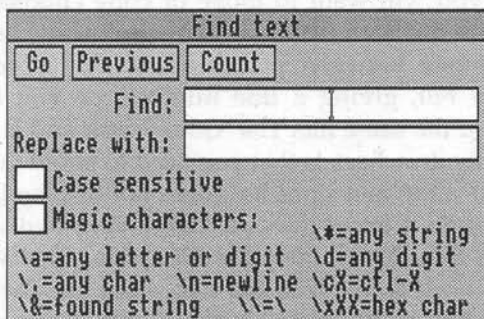 Find text
Go Previous Count
Find:
Replace with:
Case sensitive
Magic characters:
\*=any string
\a=any letter or digit \d=any digit
\.=any char \n=newline \cX=ctl-X
\&=found string \\=\ \xXX=hex char